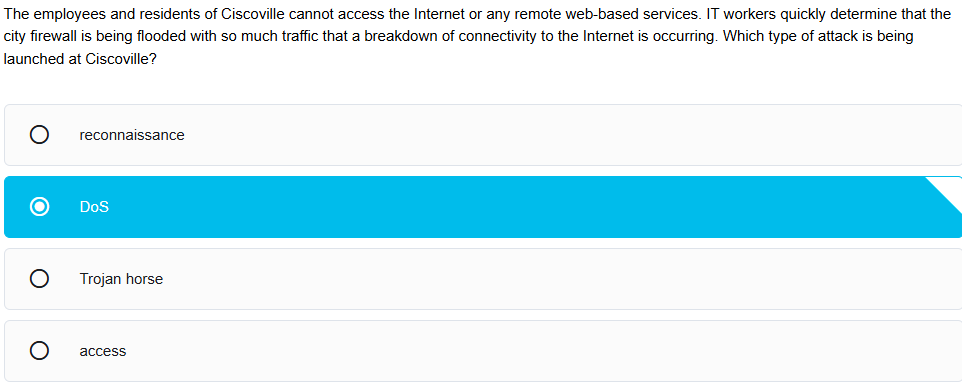 The employees and residents of Ciscoville cannot access the Internet or any remote web-based services. IT workers quickly determine that the
city firewall is being flooded with so much traffic that a breakdown of connectivity to the Internet is occurring. Which type of attack is being
launched at Ciscoville?
reconnaissance
DoS
Trojan horse
access